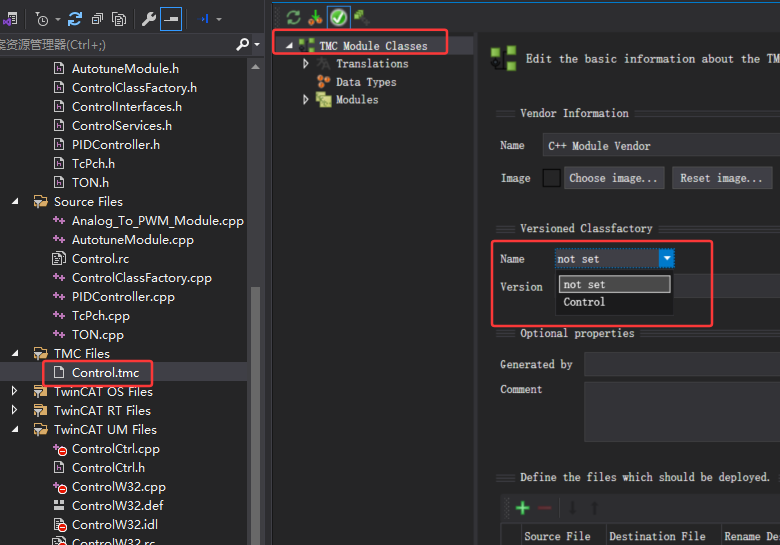 案资源管理器(Ctrl+;)
AutotuneModule.h
ControlClassFactory.h
ControlInterfaces.h
ControlServices.h
PIDController.h
TcPch.h
TON.h
Source Files
Analog_To_PWM_Module.cpp
AutotuneModule.cpp
Control.rc
ControlClassFactory.cpp
PIDController.cpp
TcPch.cpp
TON.cpp
TMC Files
Control.tmc
TwinCAT OS Files
TwinCAT RT Files
TwinCAT UM Files
ControlCtrl.cpp
ControlCtrl.h
ControlW32.cpp
ControlW32.def
ControlW32.idl
ControlW32.rc
TMC Module Classes
Translations
Data Types
Modules
Edit the basic information about the TM
Vendor Information
Name C++ Module Vendor
Image Choose image... Reset image...
Versioned Classfactory
Name not set
Version not set
Control
Optional properties
Generated by
Comment
Define the files which should be deployed.
Source File Destination File Rename De